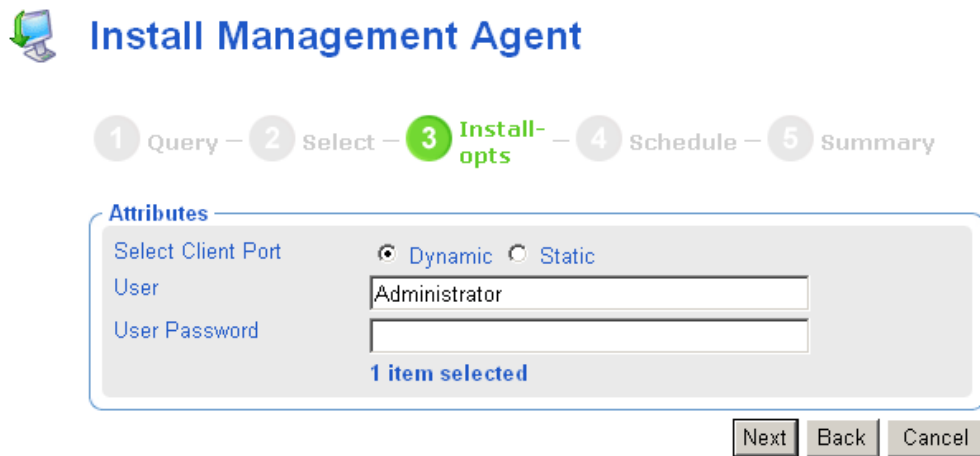 Install Management Agent
1 Query – 2 Select – 3 Install-opts – 4 Schedule – 5 Summary
Attributes
Select Client Port Dynamic Static
User Administrator
User Password
1 item selected
Next Back Cancel